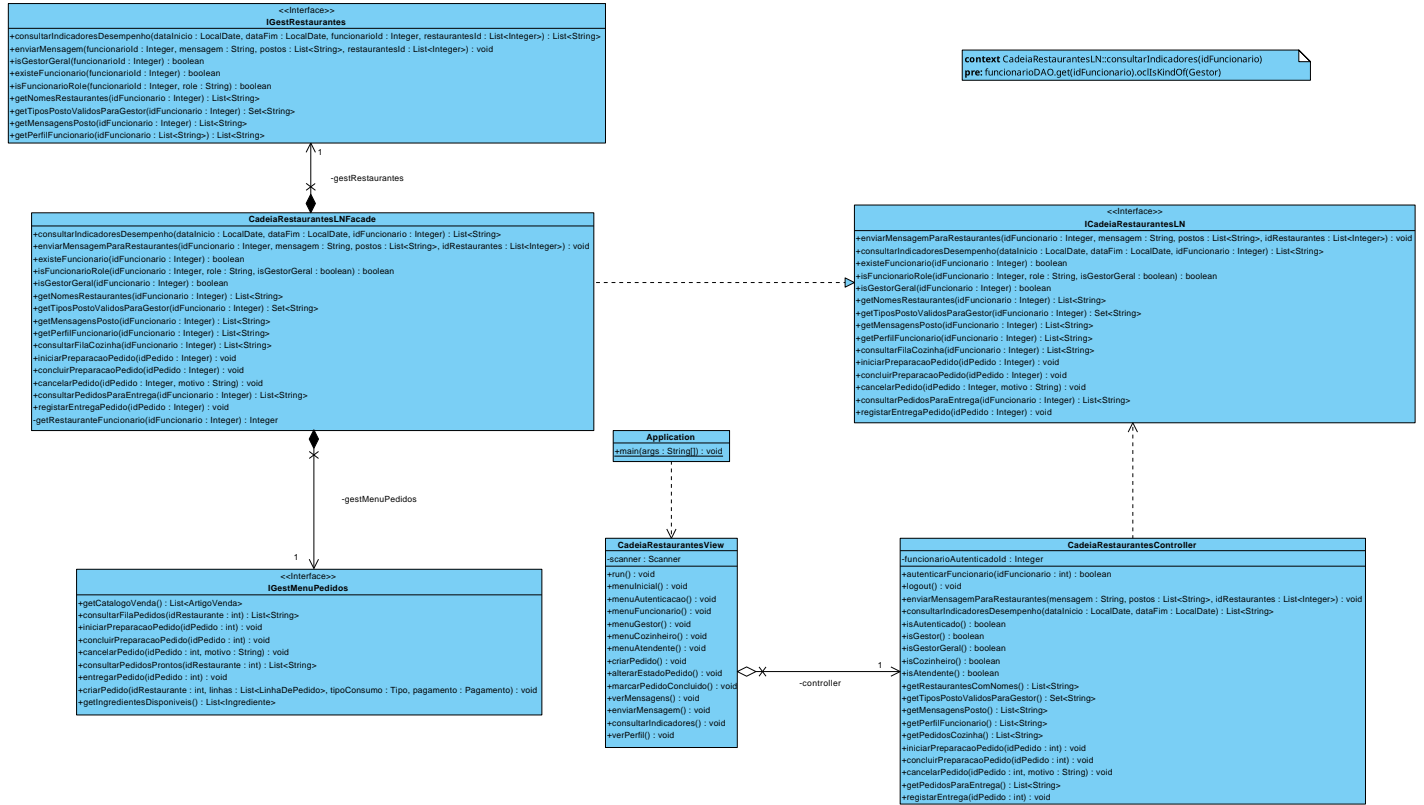 <<Interface>>
IGestRestaurantes
+consultarIndicadoresDesempenho(dataInicio : LocalDate, dataFim : LocalDate, funcionarioId : Integer, restaurantesId : List<Integer>) : List<String>
+enviarMensagem(funcionarioId : Integer, mensagem : String, postos : List<String>, restauranteId : List<Integer>) : void
+isGestorGeral(funcionarioId : Integer) : boolean
+existeFuncionario(funcionarioId : Integer) : boolean
+isFuncionarioRole(funcionarioId : Integer, role : String) : boolean
+getNomesRestaurantes(idFuncionario : Integer) : List<String>
+getTiposPostoValidosParaGestor(idFuncionario : Integer) : Set<String>
+getMensagensPosto(idFuncionario : Integer) : List<String>
+getPerfilFuncionario(idFuncionario : List<String>) : List<String>
context CadeiaRestaurantesLN::consultarIndicadores(idFuncionario)
pre: funcionarioDAO.get(idFuncionario).oclIsKindOf(Gestor)
1
-gestRestaurantes
CadeiaRestaurantesLNFacade
+consultarIndicadoresDesempenho(dataInicio : LocalDate, dataFim : LocalDate, idFuncionario : Integer) : List<String>
+enviarMensagemParaRestaurantes(idFuncionario : Integer, mensagem : String, postos : List<String>, idRestaurantes : List<Integer>) : void
+existeFuncionario(idFuncionario : Integer) : boolean
+isFuncionarioRole(idFuncionario : Integer, role : String, isGestorGeral : boolean) : boolean
+isGestorGeral(idFuncionario : Integer) : boolean
+getNomesRestaurantes(idFuncionario : Integer) : List<String>
+getTiposPostoValidosParaGestor(idFuncionario : Integer) : Set<String>
+getMensagensPosto(idFuncionario : Integer) : List<String>
+getPerfilFuncionario(idFuncionario : Integer) : List<String>
+consultarFilaCozinha(idFuncionario : Integer) : List<String>
+iniciarPreparacaoPedido(idPedido : Integer) : void
+concluirPreparacaoPedido(idPedido : Integer) : void
+cancelarPedido(idPedido : Integer, motivo : String) : void
+consultarPedidosParaEntrega(idFuncionario : Integer) : List<String>
+registarEntregaPedido(idPedido : Integer) : void
-getRestauranteFuncionario(idFuncionario : Integer) : Integer
<<Interface>>
ICadeiaRestaurantesLN
+enviarMensagemParaRestaurantes(idFuncionario : Integer, mensagem : String, postos : List<String>, idRestaurantes : List<Integer>) : void
+consultarIndicadoresDesempenho(dataInicio : LocalDate, dataFim : LocalDate, idFuncionario : Integer) : List<String>
+existeFuncionario(idFuncionario : Integer) : boolean
+isFuncionarioRole(idFuncionario : Integer, role : String, isGestorGeral : boolean) : boolean
+isGestorGeral(idFuncionario : Integer) : boolean
+getNomesRestaurantes(idFuncionario : Integer) : List<String>
+getTiposPostoValidosParaGestor(idFuncionario : Integer) : Set<String>
+getMensagensPosto(idFuncionario : Integer) : List<String>
+getPerfilFuncionario(idFuncionario : Integer) : List<String>
+consultarFilaCozinha(idFuncionario : Integer) : List<String>
+iniciarPreparacaoPedido(idPedido : Integer) : void
+concluirPreparacaoPedido(idPedido : Integer) : void
+cancelarPedido(idPedido : Integer, motivo : String) : void
+consultarPedidosParaEntrega(idFuncionario : Integer) : List<String>
+registarEntregaPedido(idPedido : Integer) : void
-gestMenuPedidos
1
Application
+main(args : String[]) : void
<<Interface>>
IGestMenuPedidos
+getCatalogoVenda() : List<ArtigoVenda>
+consultarFilaPedidos(idRestaurante : int) : List<String>
+iniciarPreparacaoPedido(idPedido : int) : void
+concluirPreparacaoPedido(idPedido : int) : void
+cancelarPedido(idPedido : int, motivo : String) : void
+consultarPedidosProntos(idRestaurante : int) : List<String>
+entregarPedido(idPedido : int) : void
+criarPedido(idRestaurante : int, linhas : List<LinhaDePedido>, tipoConsumo : Tipo, pagamento : Pagamento) : void
+getIngredientesDisponiveis() : List<Ingrediente>
CadeiaRestaurantesView
-scanner : Scanner
+run() : void
+menuInicial() : void
+menuAutenticacao() : void
+menuFuncionario() : void
+menuGestor() : void
+menuCozinheiro() : void
+menuAtendente() : void
+criarPedido() : void
+alterarEstadoPedido() : void
+marcarPedidoConcluido() : void
+verMensagens() : void
+enviarMensagem() : void
+consultarIndicadores() : void
+verPerfil() : void
1
-controller
CadeiaRestaurantesController
-funcionarioAutenticadoId : Integer
+autenticarFuncionario(idFuncionario : int) : boolean
+logout() : void
+enviarMensagemParaRestaurantes(mensagem : String, postos : List<String>, idRestaurantes : List<Integer>) : void
+consultarIndicadoresDesempenho(dataInicio : LocalDate, dataFim : LocalDate) : List<String>
+isAutenticado() : boolean
+isGestor() : boolean
+isGestorGeral() : boolean
+isCozinheiro() : boolean
+isAtendente() : boolean
+getRestaurantesComNomes() : List<String>
+getTiposPostoValidosParaGestor() : Set<String>
+getMensagensPosto() : List<String>
+getPerfilFuncionario() : List<String>
+getPedidosCozinha() : List<String>
+iniciarPreparacaoPedido(idPedido : int) : void
+concluirPreparacaoPedido(idPedido : int) : void
+cancelarPedido(idPedido : int, motivo : String) : void
+getPedidosParaEntrega() : List<String>
+registarEntrega(idPedido : int) : void